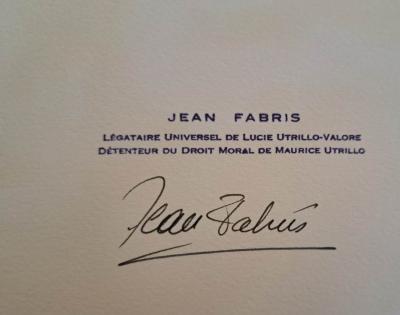 JEAN FABRIS
LÉGATAIRE UNIVERSEL DE LUCIE UTRILLO-VALORE
DÉTENTEUR DU DROIT MORAL DE MAURICE UTRILLO
Jean Fabris